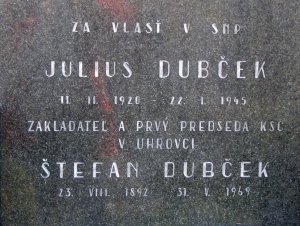 ZA VLASŤ V SNP
JULIUS DUBČEK
11. II. 1920 - 22. I. 1945
ZAKLADATEĽ A PRVÝ PREDSEDA KSČ
V UHROVCI
ŠTEFAN DUBČEK
23. VIII. 1892 31. V. 1969